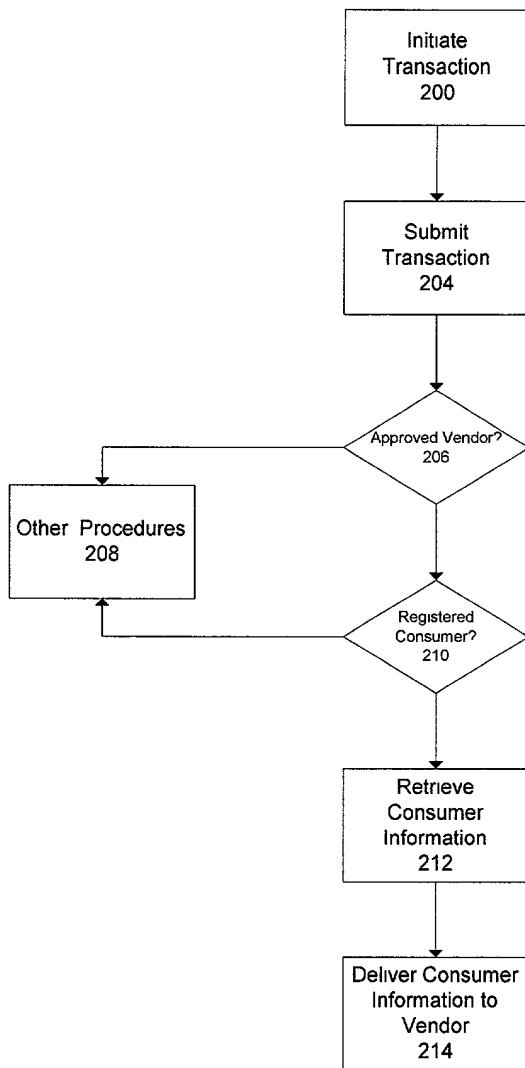 Initiate
Transaction
200
Submit
Transaction
204
Approved Vendor?
206
Other Procedures
208
Registered
Consumer?
210
Retrieve
Consumer
Information
212
Deliver Consumer
Information to
Vendor
214